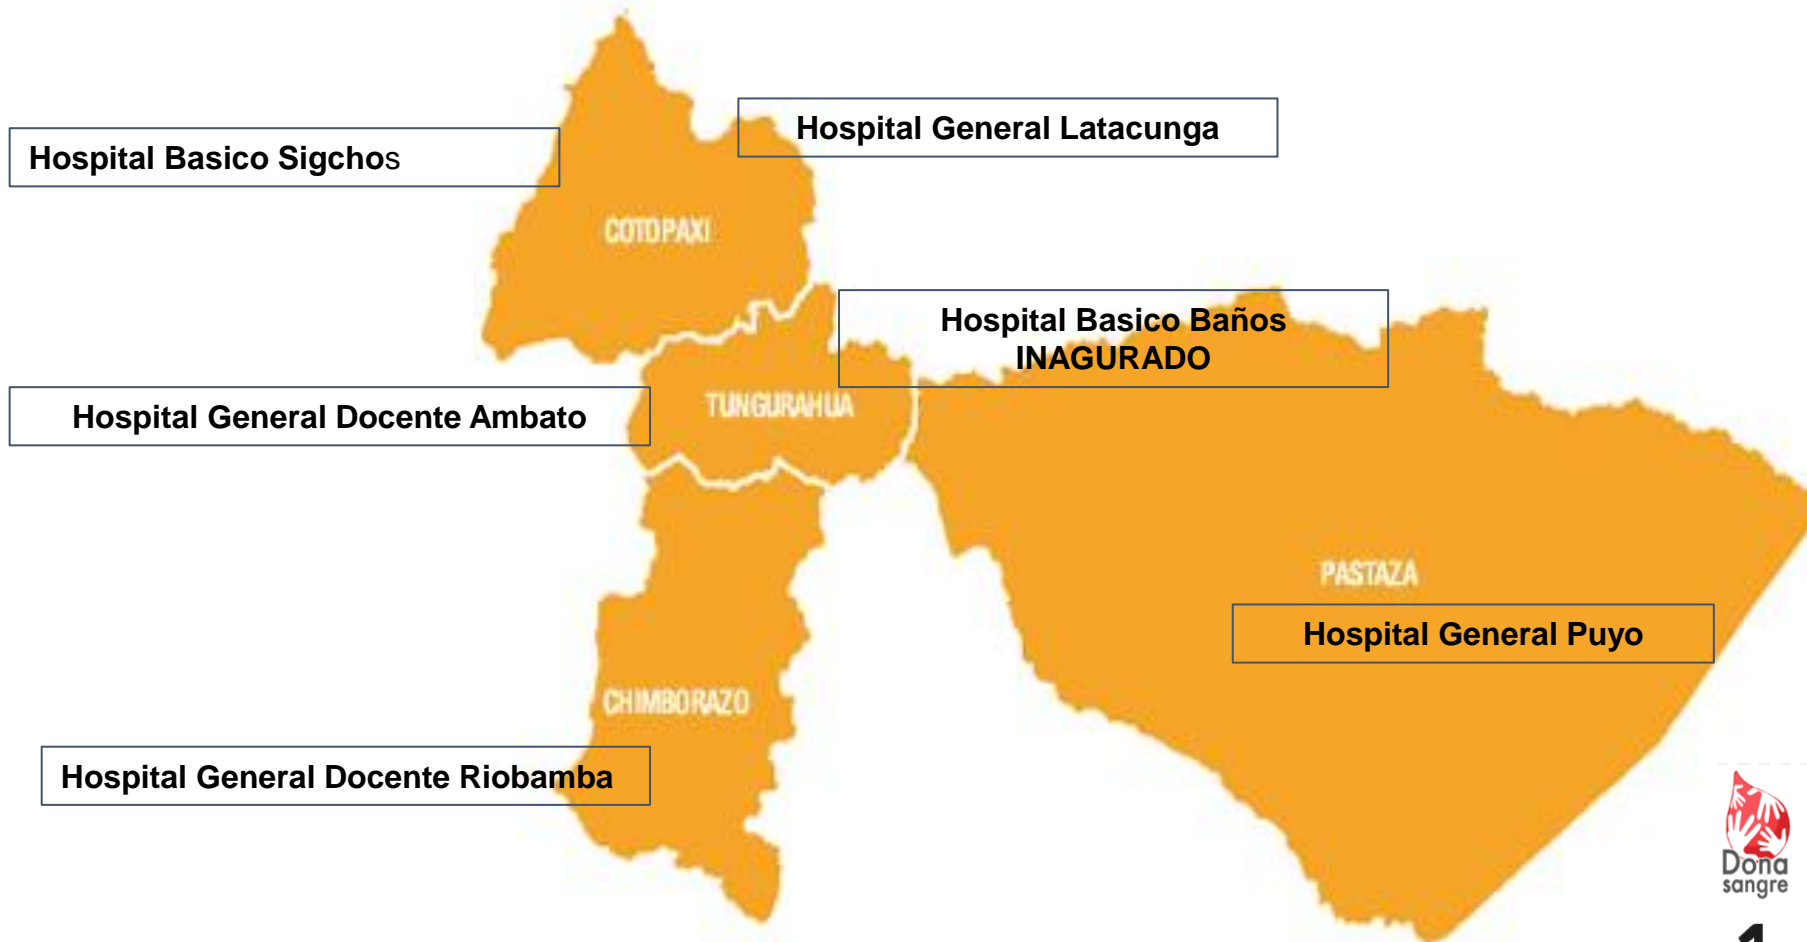 Hospital General Latacunga
Hospital Basico Sigchos
COTOPAXI
Hospital Basico Baños
INAGURADO
TUNGURAHUA
Hospital General Docente Ambato
PASTAZA
Hospital General Puyo
CHIMBORAZO
Hospital General Docente Riobamba
Dona
sangre